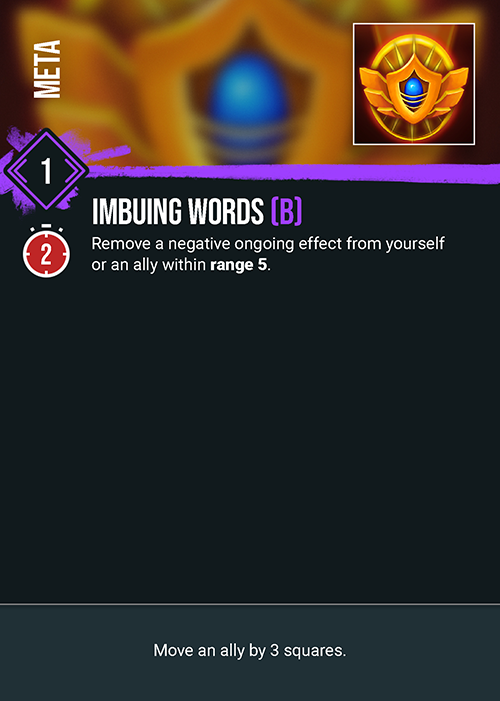 META
1
IMBUING WORDS (B)
2
Remove a negative ongoing effect from yourself
or an ally within range 5.
Move an ally by 3 squares.